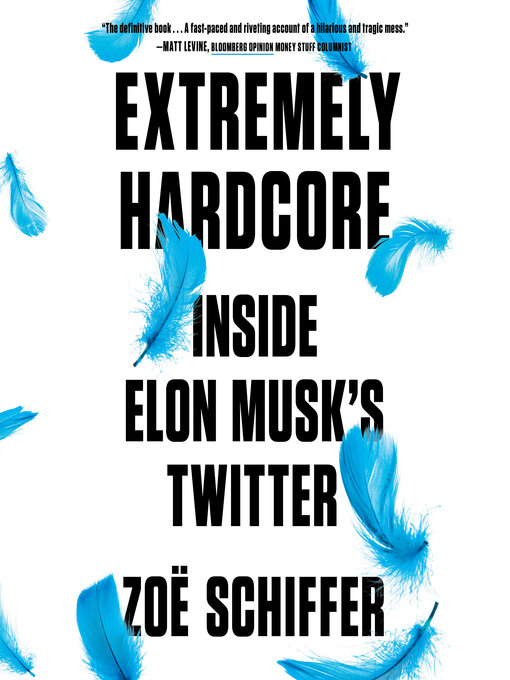 “The definitive book . . . A fast-paced and riveting account of a hilarious and tragic mess.”
—MATT LEVINE, BLOOMBERG OPINION MONEY STUFF COLUMNIST
EXTREMELY
HARDCORE
INSIDE
ELON MUSK’S
TWITTER
ZOË SCHIFFER